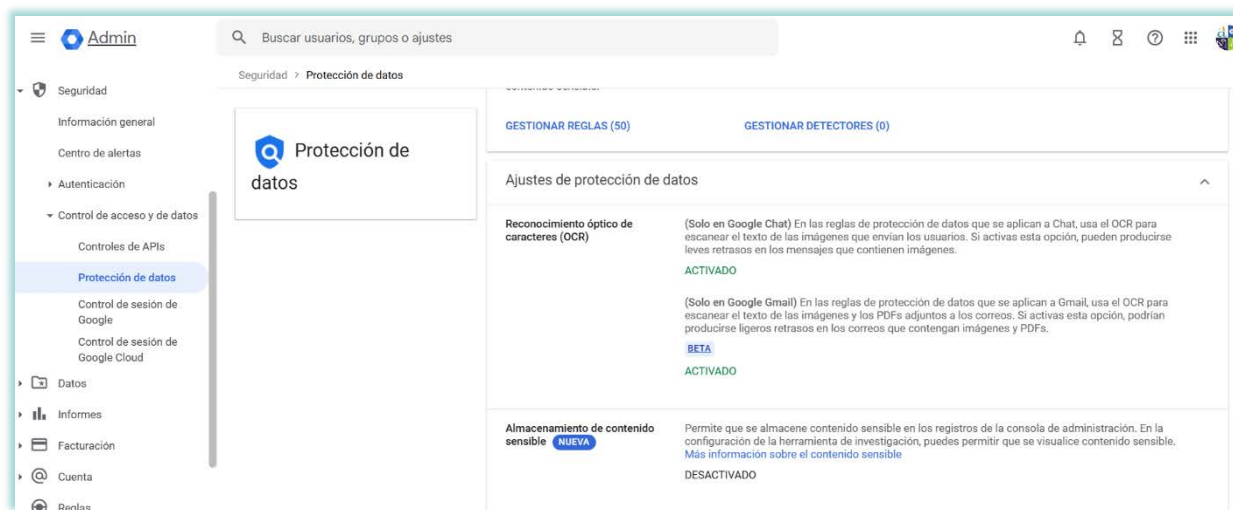 Admin
Buscar usuarios, grupos o ajustes
Seguridad > Protección de datos
Seguridad
Información general
Centro de alertas
Autenticación
Control de acceso y de datos
Controles de APIs
Protección de datos
Control de sesión de
Google
Control de sesión de
Google Cloud
Datos
Informes
Facturación
Cuenta
Reglas
Protección de
datos
GESTIONAR REGLAS (50)
GESTIONAR DETECTORES (0)
Ajustes de protección de datos
Reconocimiento óptico de
caracteres (OCR)
(Solo en Google Chat) En las reglas de protección de datos que se aplican a Chat, usa el OCR para
escanear el texto de las imágenes que envían los usuarios. Si activas esta opción, pueden producirse
leves retrasos en los mensajes que contienen imágenes.
ACTIVADO
(Solo en Google Gmail) En las reglas de protección de datos que se aplican a Gmail, usa el OCR para
escanear el texto de las imágenes y los PDFs adjuntos a los correos. Si activas esta opción, podrían
producirse ligeros retrasos en los correos que contengan imágenes y PDFs.
BETA
ACTIVADO
Almacenamiento de contenido
sensible NUEVA
Permite que se almacene contenido sensible en los registros de la consola de administración. En la
configuración de la herramienta de investigación, puedes permitir que se visualice contenido sensible.
Más información sobre el contenido sensible
DESACTIVADO